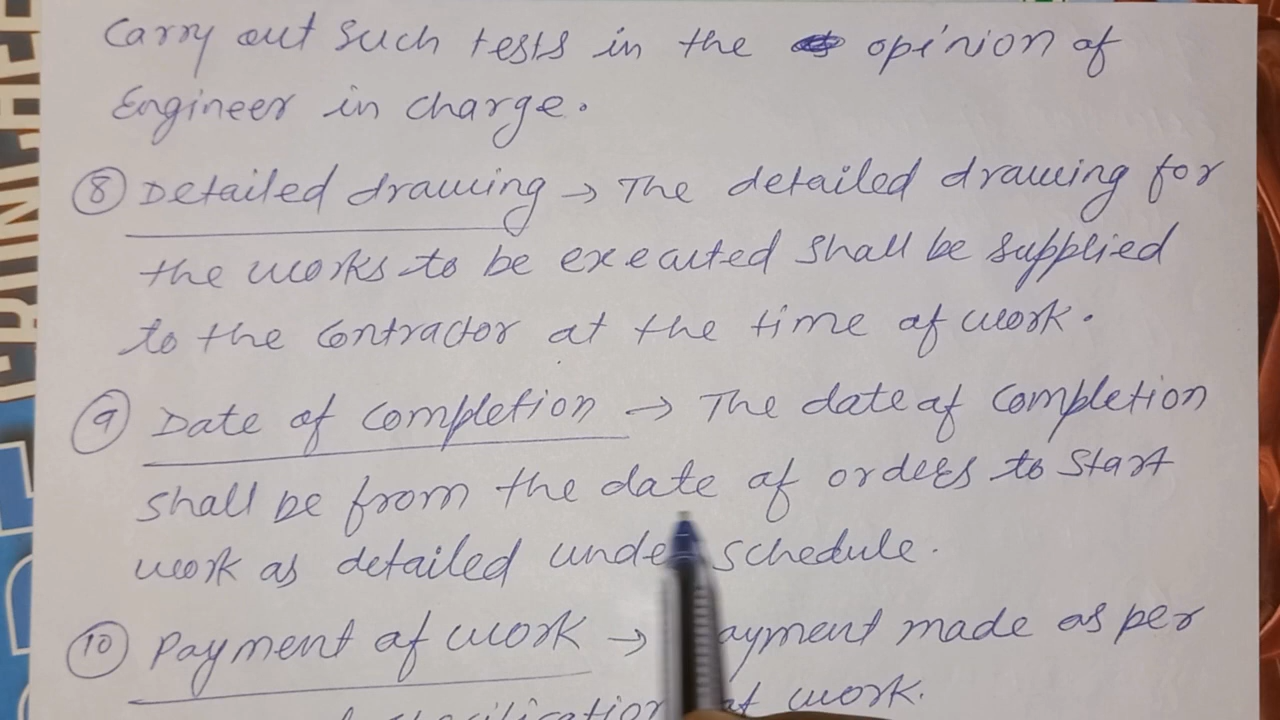 Carry out such tests in the opinion of
Engineer in charge.
⑧ Detailed drawing → The detailed drawing for
the works to be executed shall be supplied
to the contractor at the time of work.
⑨ Date of completion → The date of completion
shall be from the date of orders to start
work as detailed under schedule.
⑩ Payment of work → Payment made as per
of work.